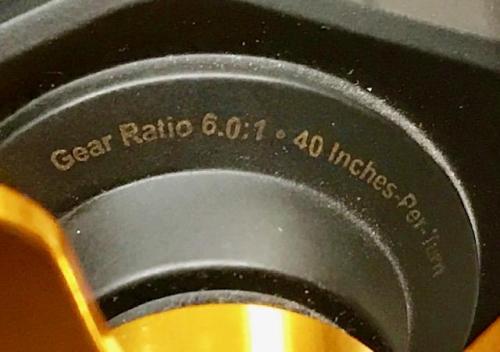 Gear Ratio 6.0:1 • 40 Inches-Per-Turn